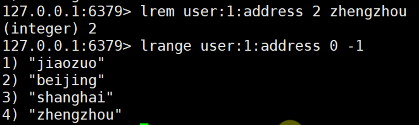 127.0.0.1:6379> lrem user:1:address 2 zhengzhou
(integer) 2
127.0.0.1:6379> lrange user:1:address 0 -1
1) "jiaozuo"
2) "beijing"
3) "shanghai"
4) "zhengzhou"